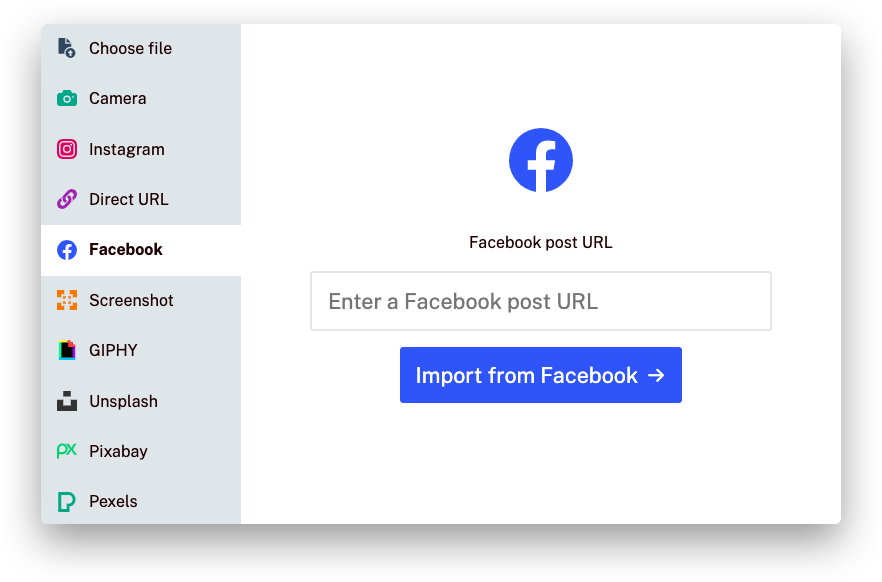 Choose file
Camera
Instagram
Direct URL
Facebook
Screenshot
GIPHY
Unsplash
Pixabay
Pexels
Facebook post URL
Enter a Facebook post URL
Import from Facebook →